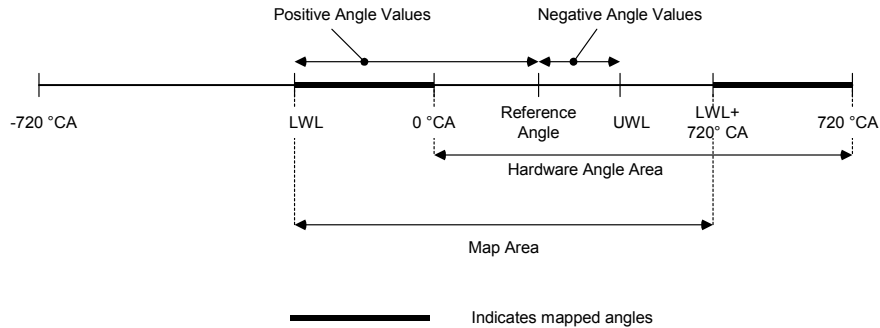 Positive Angle Values
Negative Angle Values
-720 °CA
LWL
0 °CA
Reference
Angle
UWL
LWL+
720° CA
720 °CA
Hardware Angle Area
Map Area
Indicates mapped angles